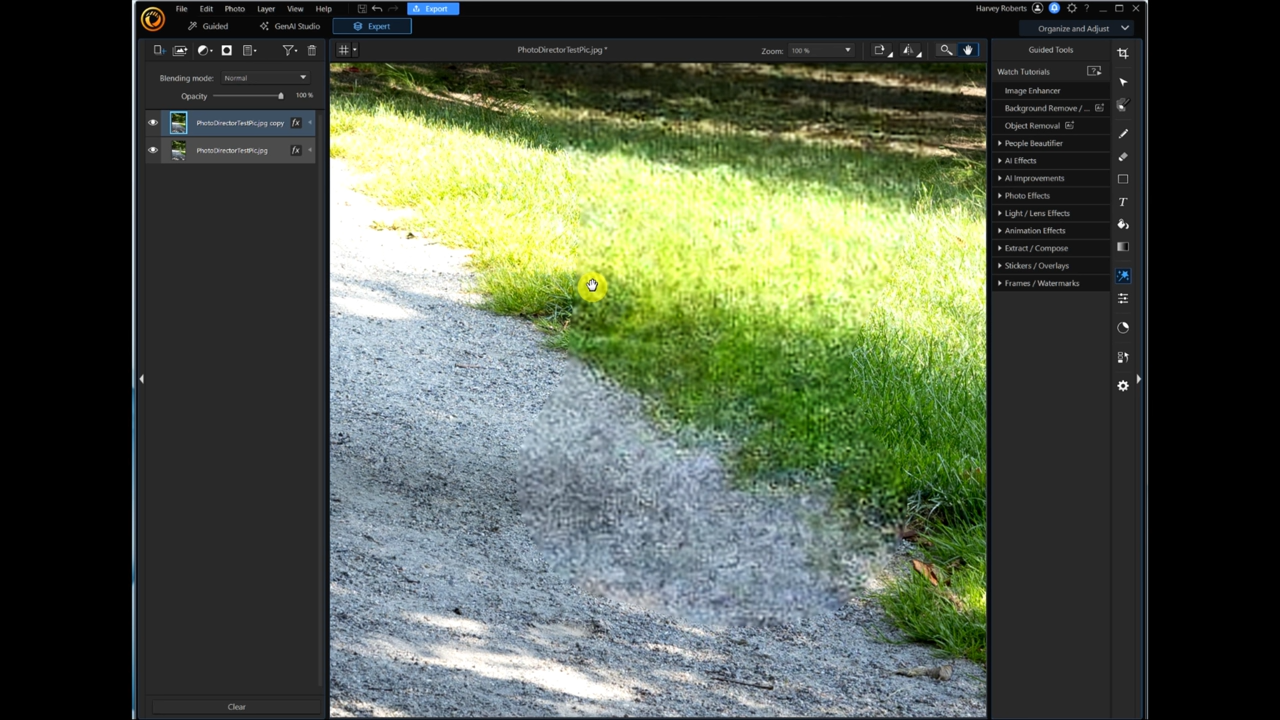 File Edit Photo Layer View Help Export Harvey Roberts
Guided GenAI Studio Expert Organize and Adjust
PhotoDirectorTestPic.jpg * Zoom: 100 % Guided Tools
Blending mode: Normal
Opacity 100 %
PhotoDirectorTestPic.jpg copy fx
PhotoDirectorTestPic.jpg fx
Clear
Watch Tutorials
Image Enhancer
Background Remove / ...
Object Removal
People Beautifier
AI Effects
AI Improvements
Photo Effects
Light / Lens Effects
Animation Effects
Extract / Compose
Stickers / Overlays
Frames / Watermarks